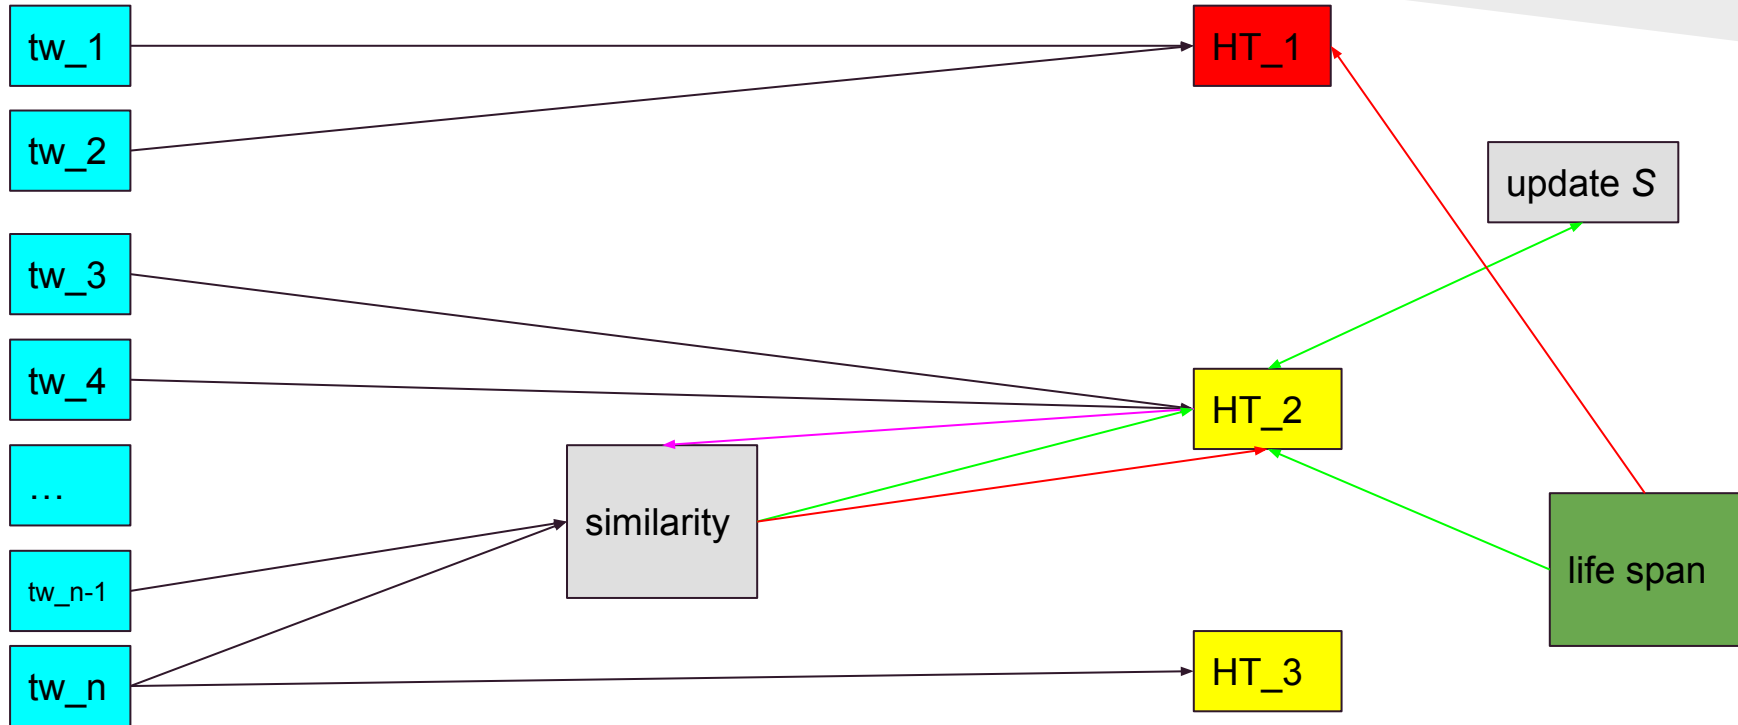 tw_1
HT_1
tw_2
update S
tw_3
tw_4
HT_2
...
similarity
life span
tw_n-1
HT_3
tw_n